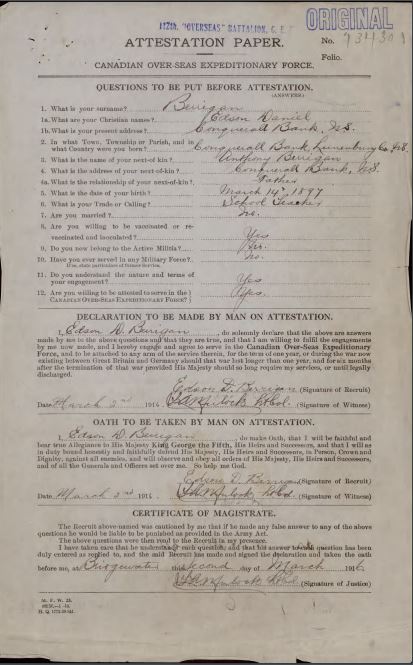 112th. "OVERSEAS" BATTALION, C. E. F.
ORIGINAL
ATTESTATION PAPER.
No.
Folio.
CANADIAN OVER-SEAS EXPEDITIONARY FORCE.
QUESTIONS TO BE PUT BEFORE ATTESTATION.
(ANSWERS)
1. What is your surname? Berrigan
1a. What are your Christian names? Edson Daniel
1b. What is your present address? Conquerall Bank, N.S.
2. In what Town, Township or Parish, and in
what Country were you born? Conquerall Bank, Lunenburg Co. N.S.
3. What is the name of your next-of kin? Anthony Berrigan
4. What is the address of your next-of-kin? Conquerall Bank, N.S.
4a. What is the relationship of your next-of-kin? Father
5. What is the date of your birth? March 14th, 1897
6. What is your Trade or Calling? School Teacher
7. Are you married? No.
8. Are you willing to be vaccinated or re-
vaccinated and inoculated? Yes
9. Do you now belong to the Active Militia?
10. Have you ever served in any Military Force? No.
If so, state particulars of former Service.
11. Do you understand the nature and terms of
your engagement? Yes
12. Are you willing to be attested to serve in the
CANADIAN OVER-SEAS EXPEDITIONARY FORCE? Yes.
DECLARATION TO BE MADE BY MAN ON ATTESTATION.
I, Edson D. Berrigan, do solemnly declare that the above are answers
made by me to the above questions and that they are true, and that I am willing to fulfil the engagements
by me now made, and I hereby engage and agree to serve in the Canadian Over-Seas Expeditionary
Force, and to be attached to any arm of the service therein, for the term of one year, or during the war now
existing between Great Britain and Germany should that war last longer than one year, and for six months
after the termination of that war provided His Majesty should so long require my services, or until legally
discharged.
Edson D. Berrigan (Signature of Recruit)
Date March 2nd 1916 (Signature of Witness)
OATH TO BE TAKEN BY MAN ON ATTESTATION.
I, Edson D. Berrigan, do make Oath, that I will be faithful and
bear true Allegiance to His Majesty King George the Fifth, His Heirs and Successors, and that I will as
in duty bound honestly and faithfully defend His Majesty, His Heirs and Successors, in Person, Crown and
Dignity, against all enemies, and will observe and obey all orders of His Majesty, His Heirs and Successors,
and of all the Generals and Officers set over me. So help me God.
Edson D. Berrigan (Signature of Recruit)
Date March 2nd 1916 (Signature of Witness)
CERTIFICATE OF MAGISTRATE.
The Recruit above-named was cautioned by me that if he made any false answer to any of the above
questions he would be liable to be punished as provided in the Army Act.
The above questions were then read to the Recruit in my presence.
I have taken care that he understands each question, and that his answer to each question has been
duly entered as replied to, and the said Recruit has made and signed the declaration and taken the oath
before me, at Bridgewater this second day of March 1916
(Signature of Justice)
M. F. W. 23.